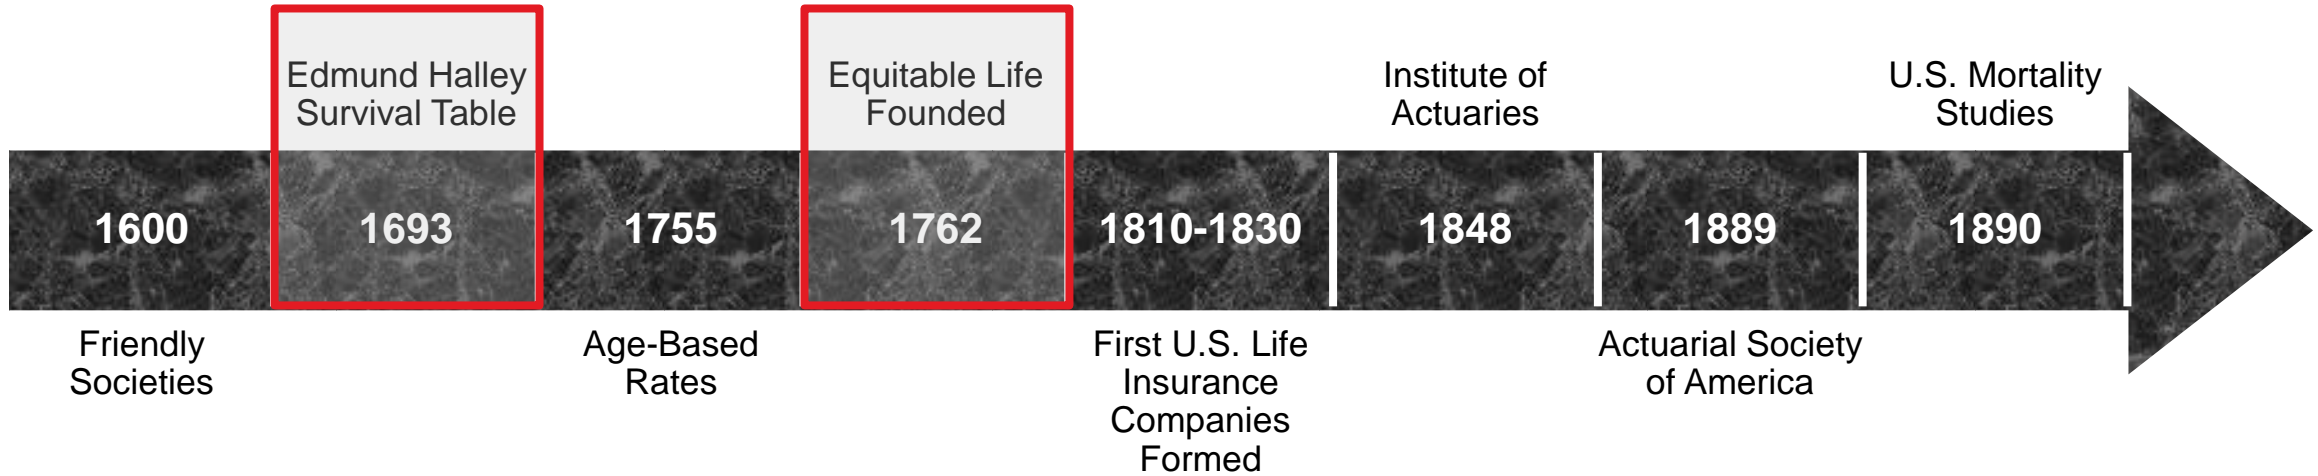 Edmund Halley
Survival Table
Equitable Life
Founded
Institute of
Actuaries
U.S. Mortality
Studies
1600
1693
1755
1762
1810-1830
1848
1889
1890
Friendly
Societies
Age-Based
Rates
First U.S. Life
Insurance
Companies
Formed
Actuarial Society
of America